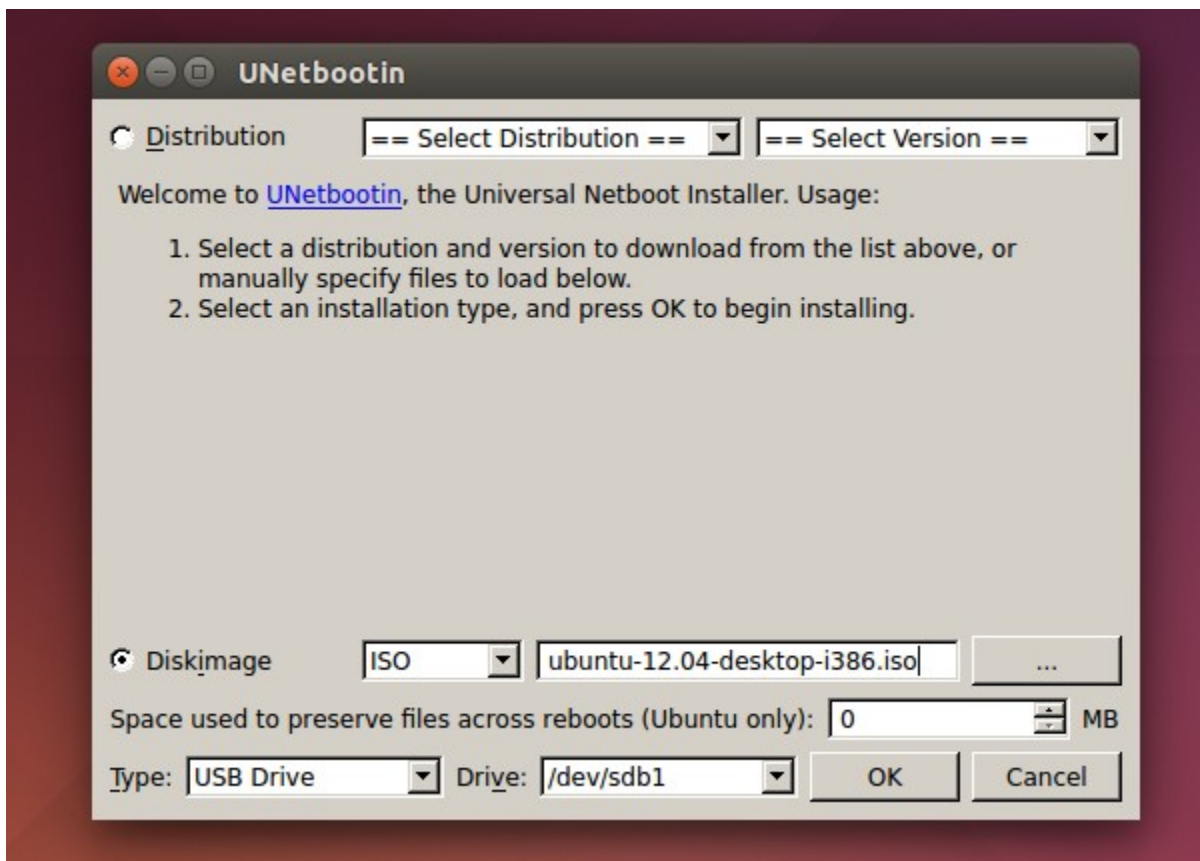 UNetbootin
Distribution == Select Distribution == == Select Version ==
Welcome to UNetbootin, the Universal Netboot Installer. Usage:
1. Select a distribution and version to download from the list above, or
manually specify files to load below.
2. Select an installation type, and press OK to begin installing.
Diskimage ISO ubuntu-12.04-desktop-i386.iso ...
Space used to preserve files across reboots (Ubuntu only): 0 MB
Type: USB Drive Drive: /dev/sdb1 OK Cancel